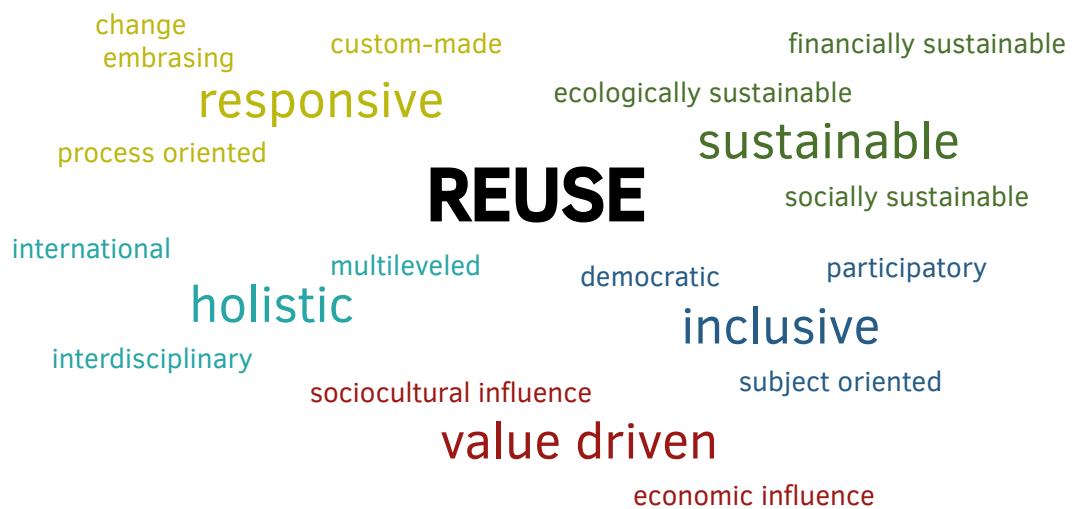 change
embrasing
custom-made
responsive
process oriented
financially sustainable
ecologically sustainable
sustainable
socially sustainable
REUSE
international
multileveled
holistic
interdisciplinary
democratic
participatory
inclusive
subject oriented
sociocultural influence
value driven
economic influence